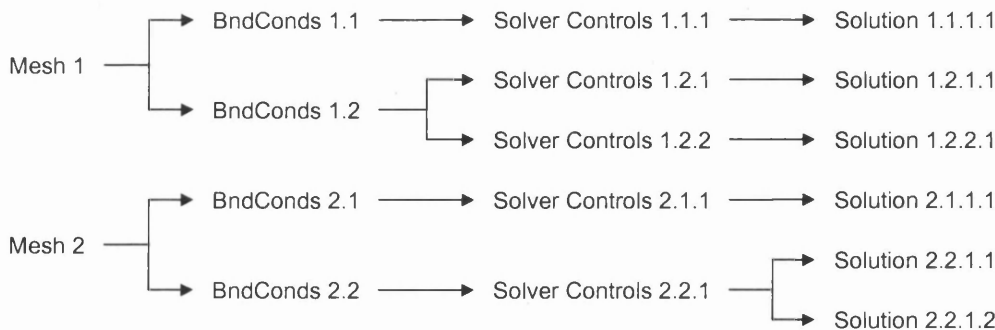 BndConds 1.1 Solver Controls 1.1.1 Solution 1.1.1.1
Mesh 1
Solver Controls 1.2.1 Solution 1.2.1.1
BndConds 1.2
Solver Controls 1.2.2 Solution 1.2.2.1
BndConds 2.1 Solver Controls 2.1.1 Solution 2.1.1.1
Mesh 2
Solution 2.2.1.1
BndConds 2.2 Solver Controls 2.2.1
Solution 2.2.1.2